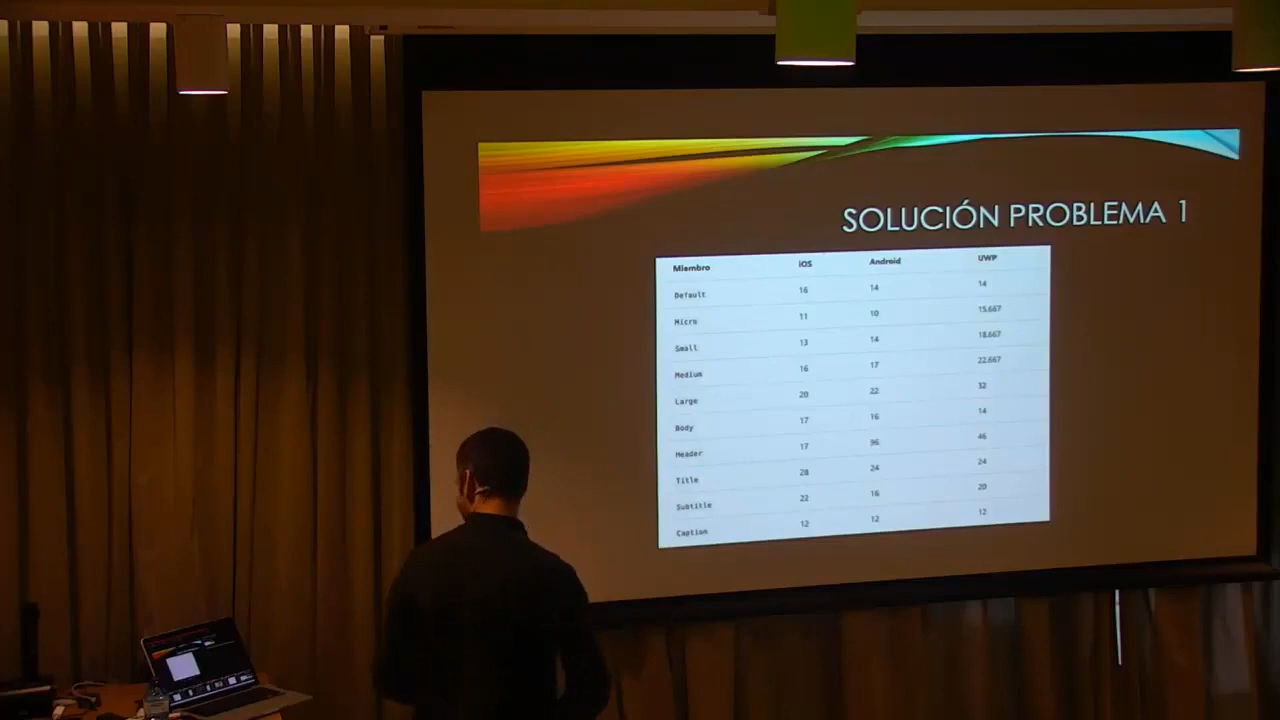 SOLUCIÓN PROBLEMA 1
Miembro iOS Android UWP
Default 16 14 14
Micro 11 10 15.667
Small 13 14 18.667
Medium 16 17 22.667
Large 20 22 32
Body 17 16 14
Header 17 96 46
Title 28 24 24
Subtitle 22 16 20
Caption 12 12 12